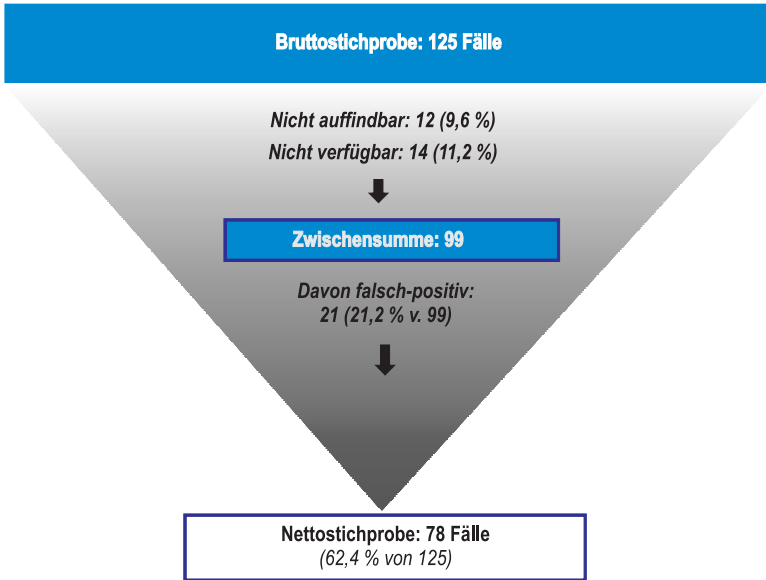 Bruttostichprobe: 125 Fälle
Nicht auffindbar: 12 (9,6 %)
Nicht verfügbar: 14 (11,2 %)
Zwischensumme: 99
Davon falsch-positiv:
21 (21,2 % v. 99)
Nettostichprobe: 78 Fälle
(62,4 % von 125)